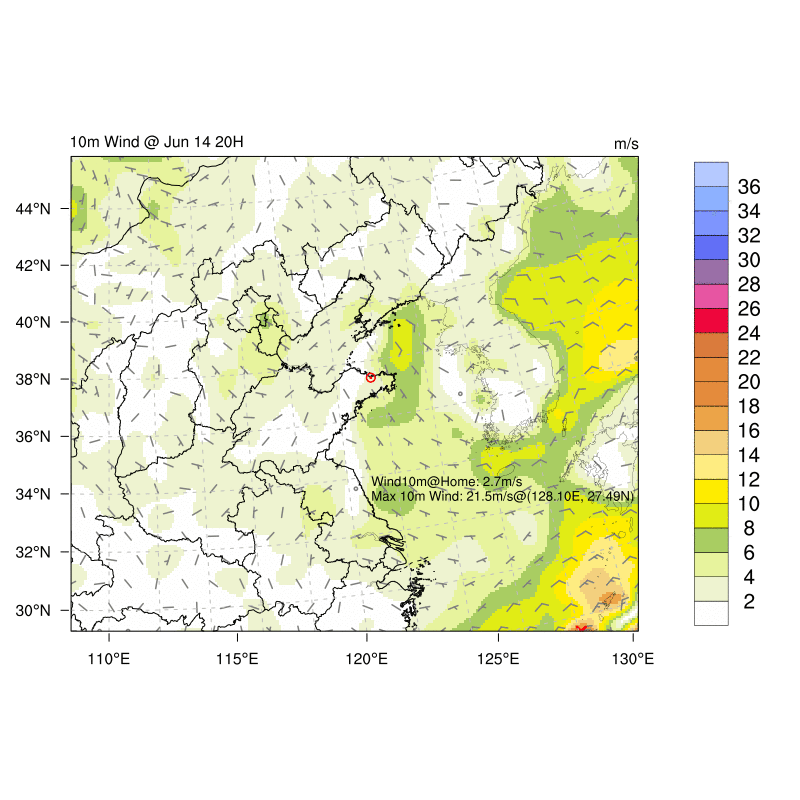 10m Wind @ Jun 14 20H
m/s
44°N
42°N
40°N
38°N
36°N
34°N
32°N
30°N
110°E
115°E
120°E
125°E
130°E
Wind10m@Home: 2.7m/s
Max 10m Wind: 21.5m/s@(128.10E, 27.49N)
36
34
32
30
28
26
24
22
20
18
16
14
12
10
8
6
4
2